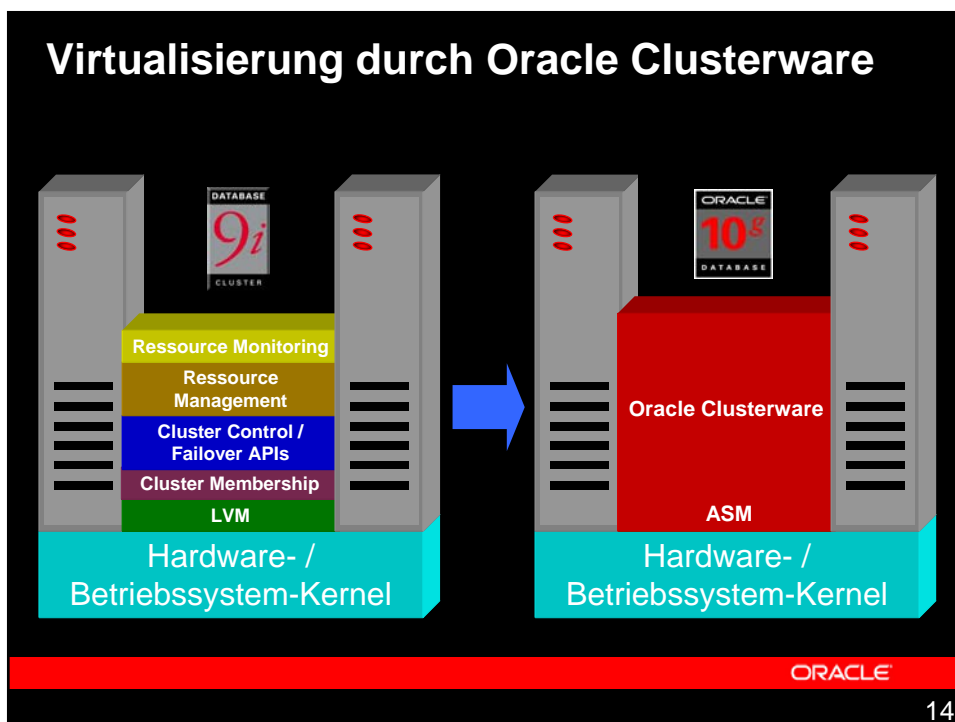 Virtualisierung durch Oracle Clusterware
DATABASE
9i
CLUSTER
Ressource Monitoring
Ressource
Management
Cluster Control /
Failover APIs
Cluster Membership
LVM
Hardware- /
Betriebssystem-Kernel
ORACLE
10g
DATABASE
Oracle Clusterware
ASM
Hardware- /
Betriebssystem-Kernel
ORACLE
14